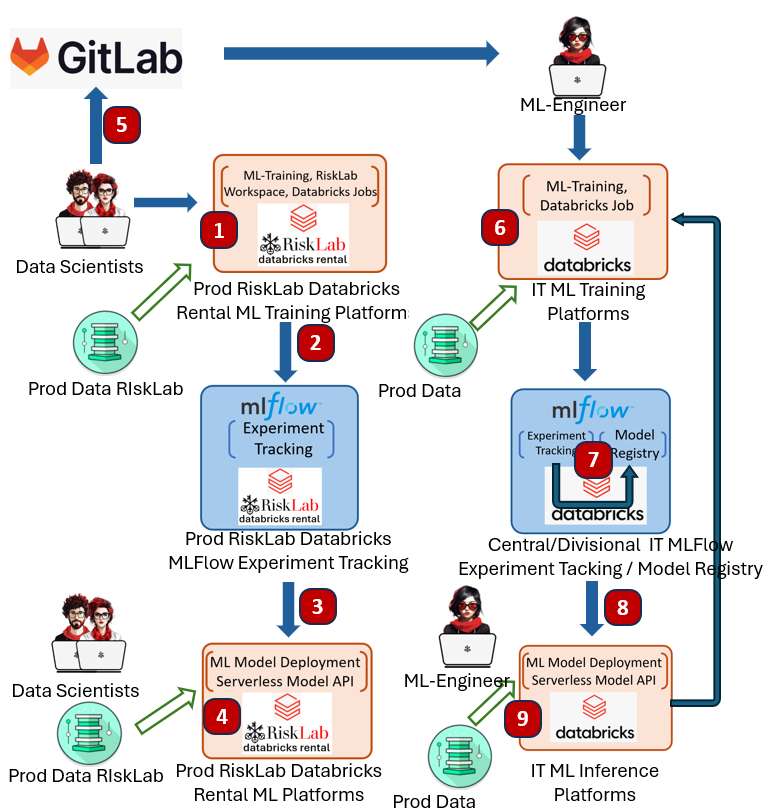 GitLab
ML-Engineer
5
ML-Training, RiskLab
Workspace, Databricks Jobs
1
RiskLab
databricks rental
Data Scientists
Prod RiskLab Databricks
Rental ML Training Platform
Prod Data RIskLab
2
mlflow
Experiment
Tracking
RiskLab
databricks rental
Prod RiskLab Databricks
MLFlow Experiment Tracking
3
Data Scientists
ML Model Deployment
Serverless Model API
4
RiskLab
databricks rental
Prod Data RIskLab
Prod RiskLab Databricks
Rental ML Platforms
ML-Training,
Databricks Job
6
databricks
IT ML Training
Platforms
Prod Data
mlflow
Experiment
Tracking
Model
Registry
7
databricks
Central/Divisional IT MLFlow
Experiment Tacking / Model Registry
8
ML-Engineer
ML Model Deployment
Serverless Model API
9
databricks
Prod Data
IT ML Inference
Platforms